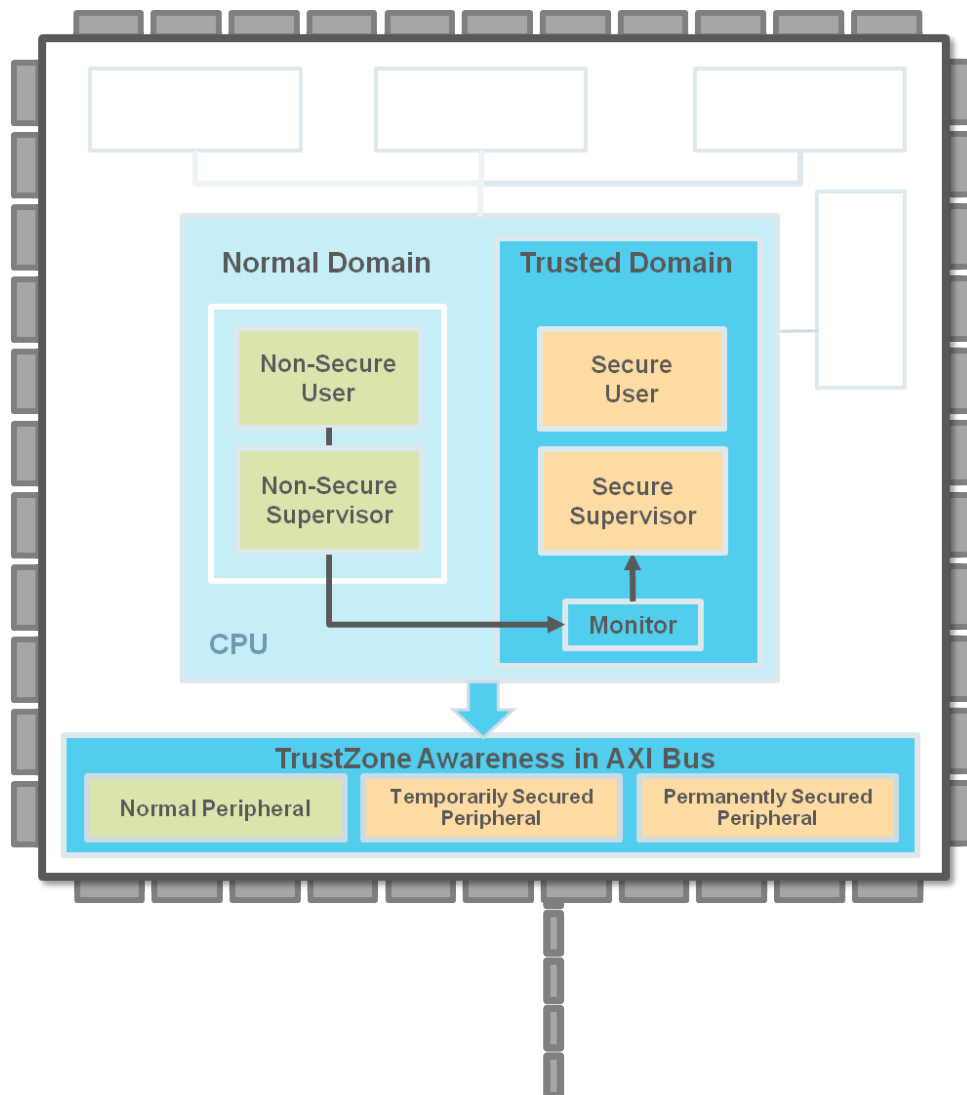 Normal Domain
Trusted Domain
Non-Secure
User
Secure
User
Non-Secure
Supervisor
Secure
Supervisor
Monitor
CPU
TrustZone Awareness in AXI Bus
Normal Peripheral
Temporarily Secured
Peripheral
Permanently Secured
Peripheral